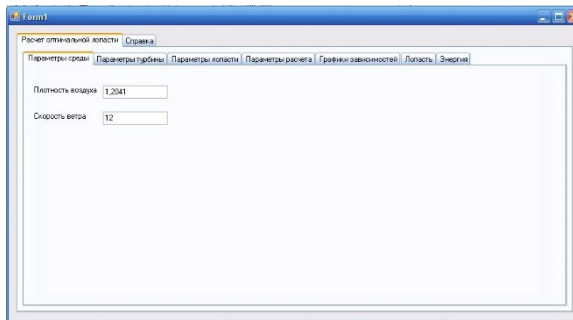 Form1
Расчет оптимальной лопасти Справка
Параметры среды Параметры турбины Параметры лопасти Параметры расчета Графики зависимостей Лопасть Энергия
Плотность воздуха 1,2041
Скорость ветра 12